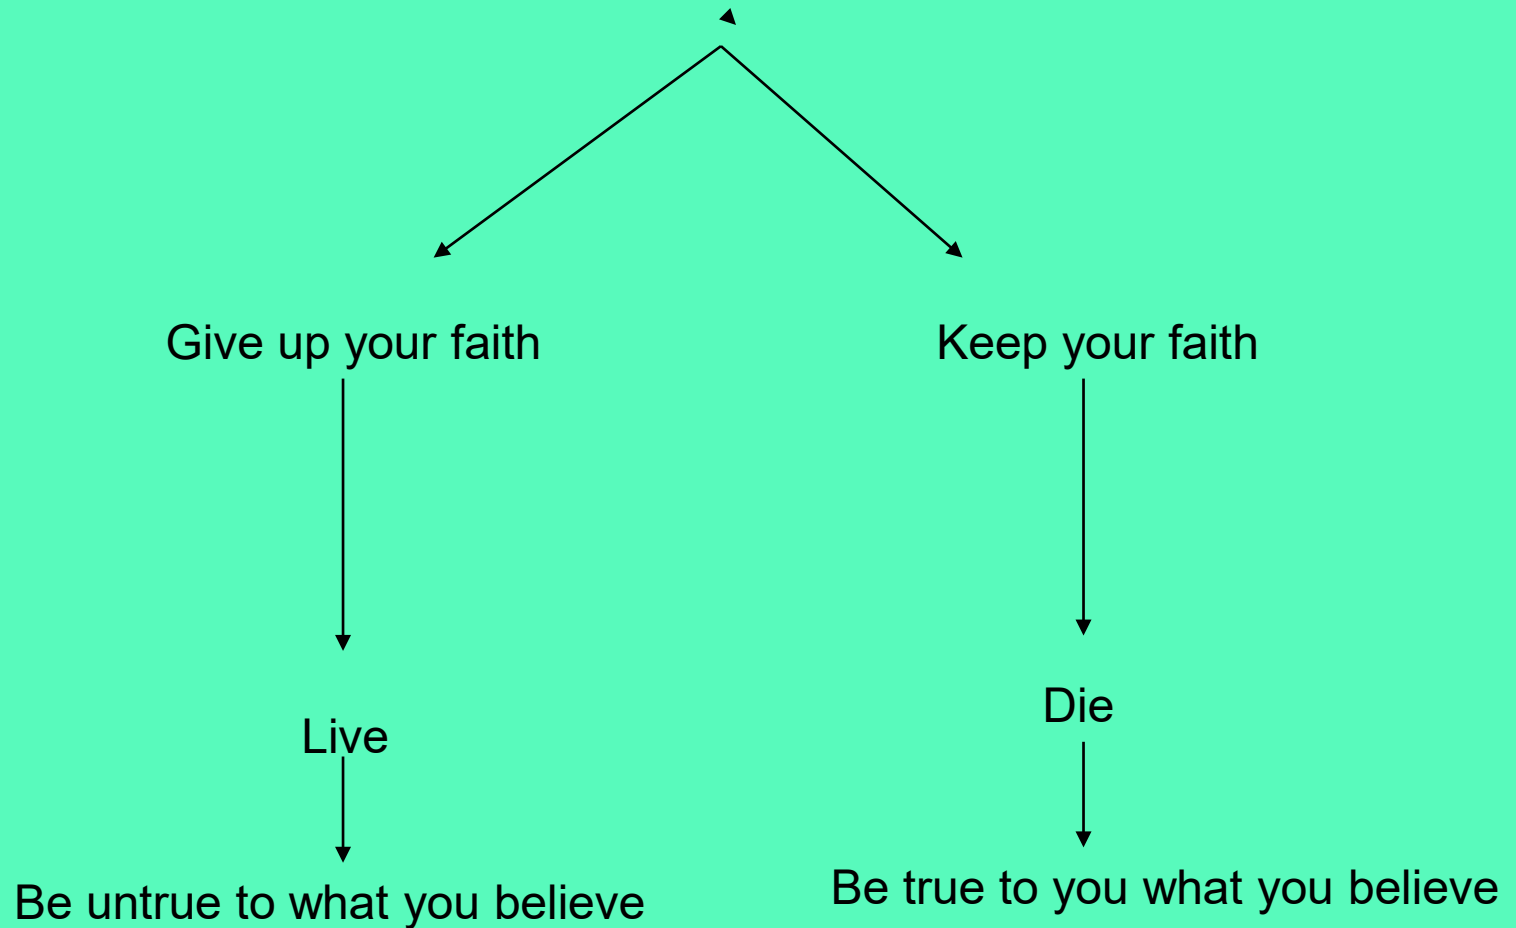 Give up your faith
Keep your faith
Live
Die
Be untrue to what you believe
Be true to you what you believe